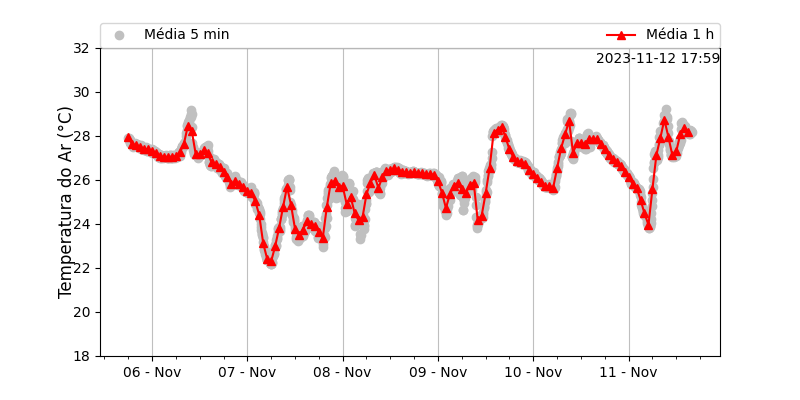 Média 5 min
Média 1 h
2023-11-12 17:59
Temperatura do Ar (°C)
32
30
28
26
24
22
20
18
06 - Nov
07 - Nov
08 - Nov
09 - Nov
10 - Nov
11 - Nov